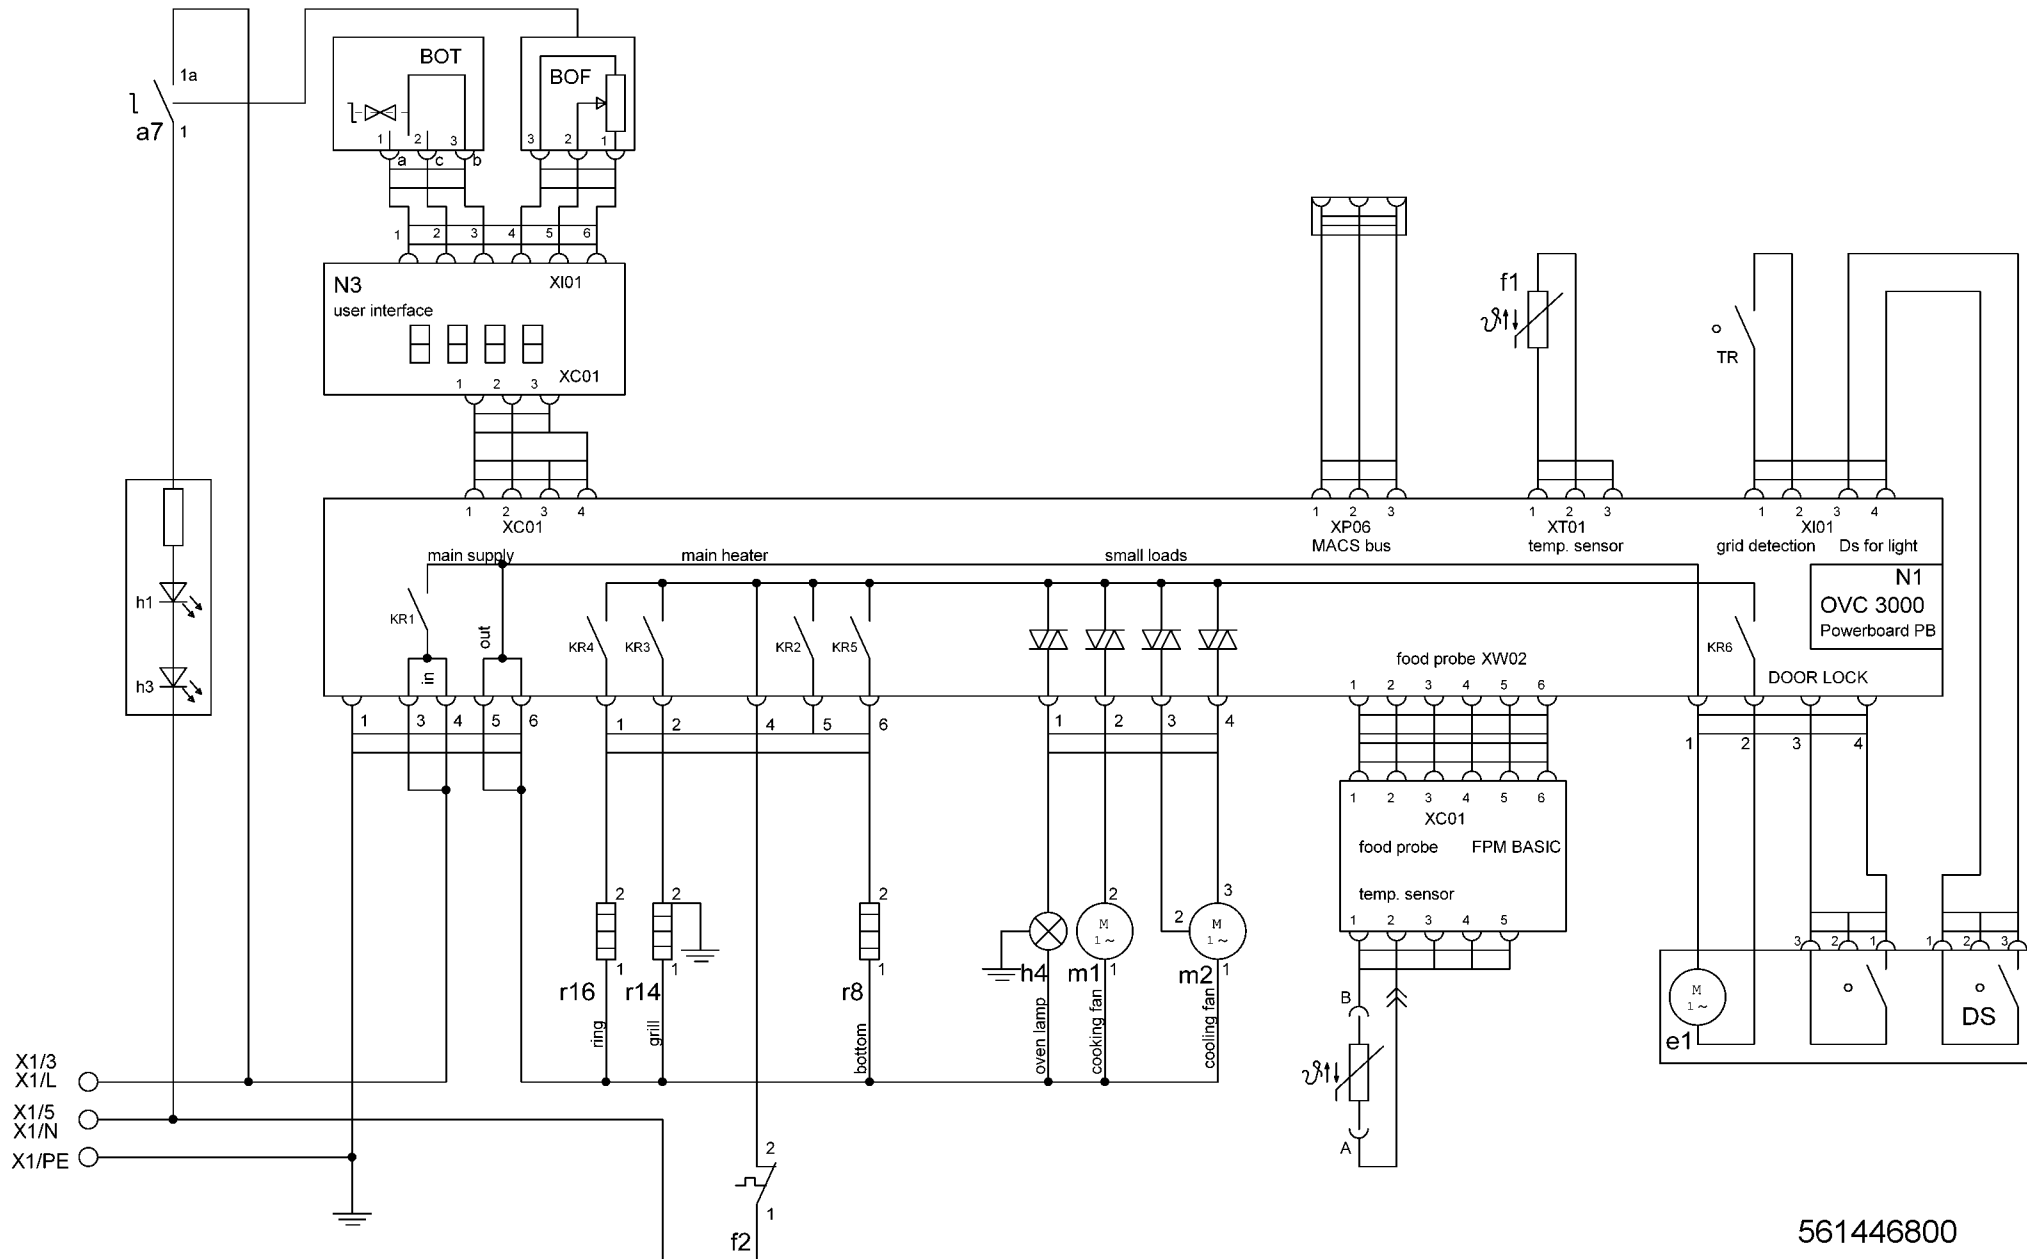 1a
l
a7
1
BOT
1 2 3
a c b
BOF
3 2 1
1 2 3 4 5 6
N3 XI01
user interface
XC01
1 2 3
f1
ϑ
TR
1 2 3 4
XC01
1 2 3
XP06
MACS bus
1 2 3
XT01
temp. sensor
1 2 3 4
XI01
grid detection Ds for light
main supply main heater small loads
N1
OVC 3000
Powerboard PB
h1
h3
KR1
in
out
KR4 KR3 KR2 KR5 KR6
food probe XW02
1 2 3 4 5 6
DOOR LOCK
1 3 4 5 6
1 2 4 5 6
1 2 3 4
1 2 3 4
1 2 3 4 5 6
XC01
food probe FPM BASIC
temp. sensor
1 2 3 4 5
2 2 2
1 1 1
r16 r14 r8
ring
grill
bottom
h4
oven lamp
2
M
1~
m1 1
cooking fan
3
2
M
1~
m2 1
cooling fan
B
ϑ
A
3 2 1 1 2 3
M
1~
e1
DS
X1/3
X1/L
X1/5
X1/N
X1/PE
2
1
f2
561446800